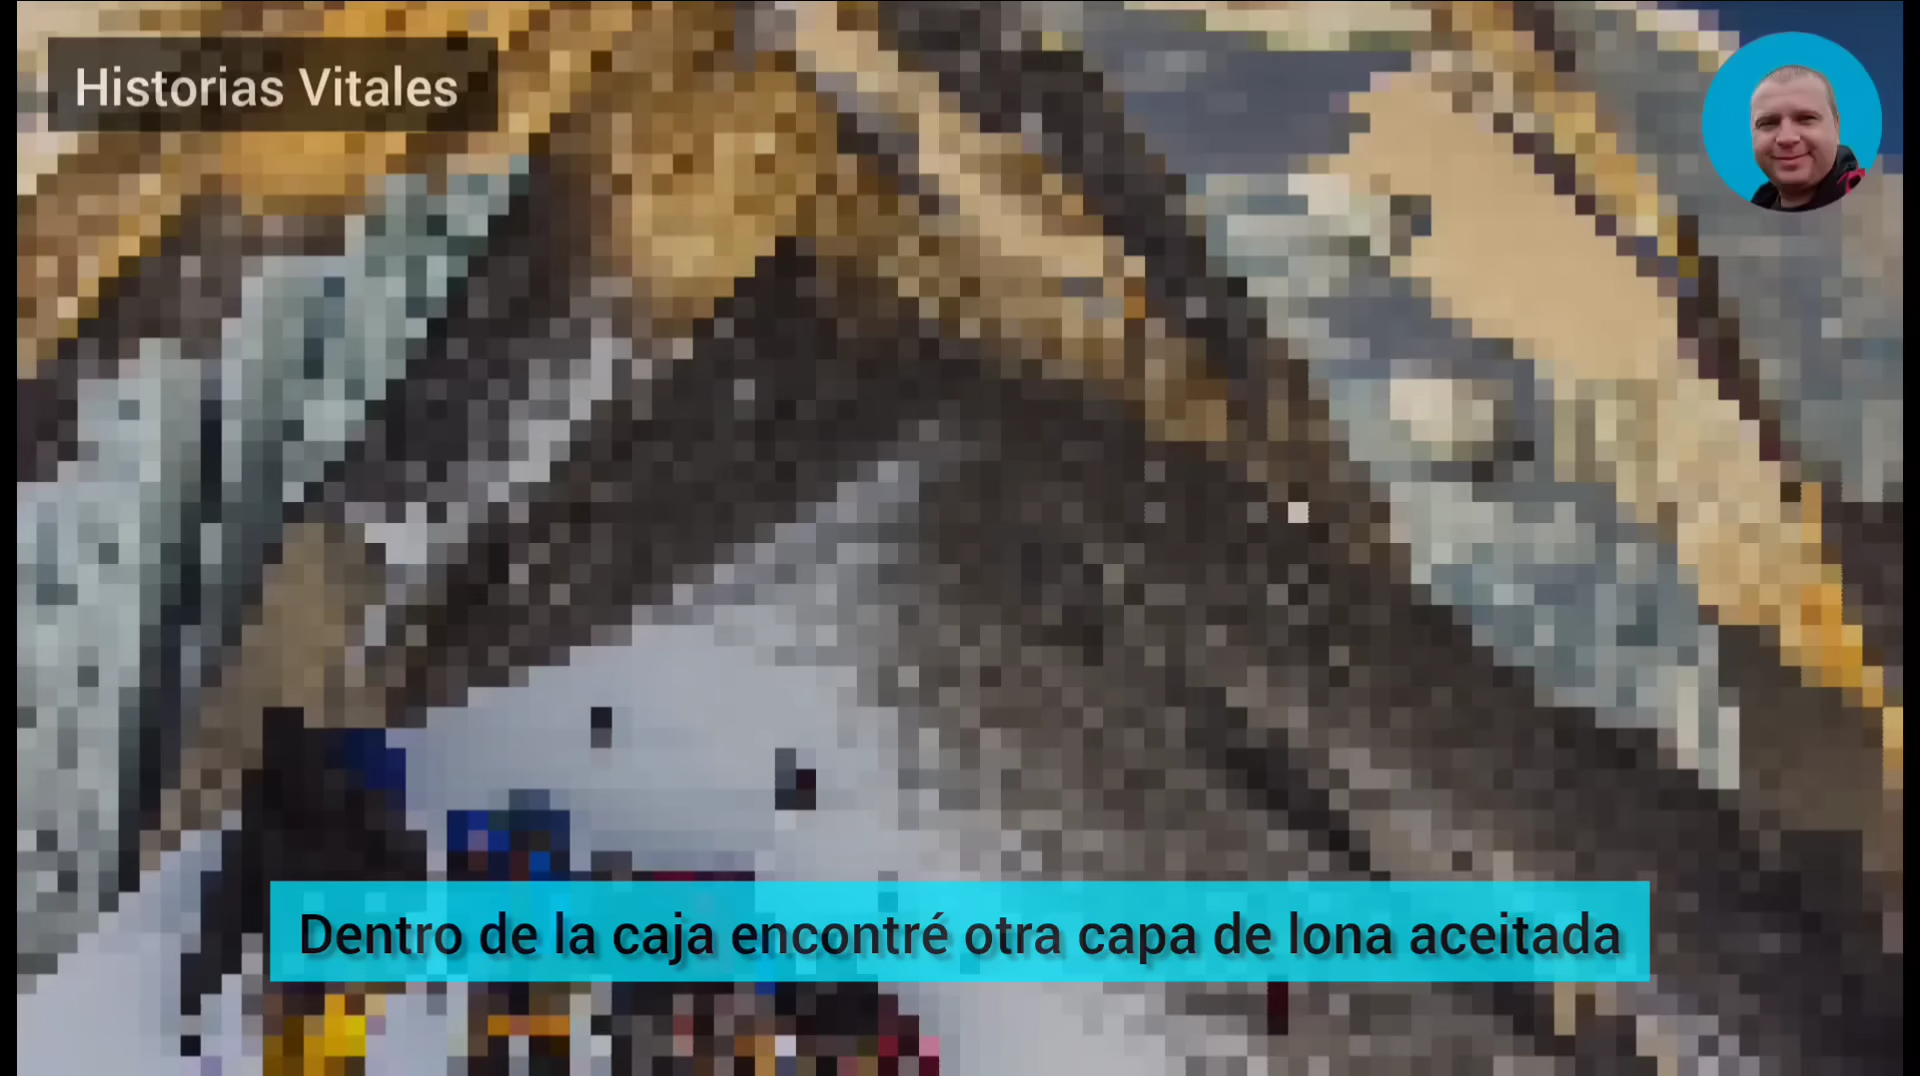 Historias Vitales
Dentro de la caja encontré otra capa de lona aceitada